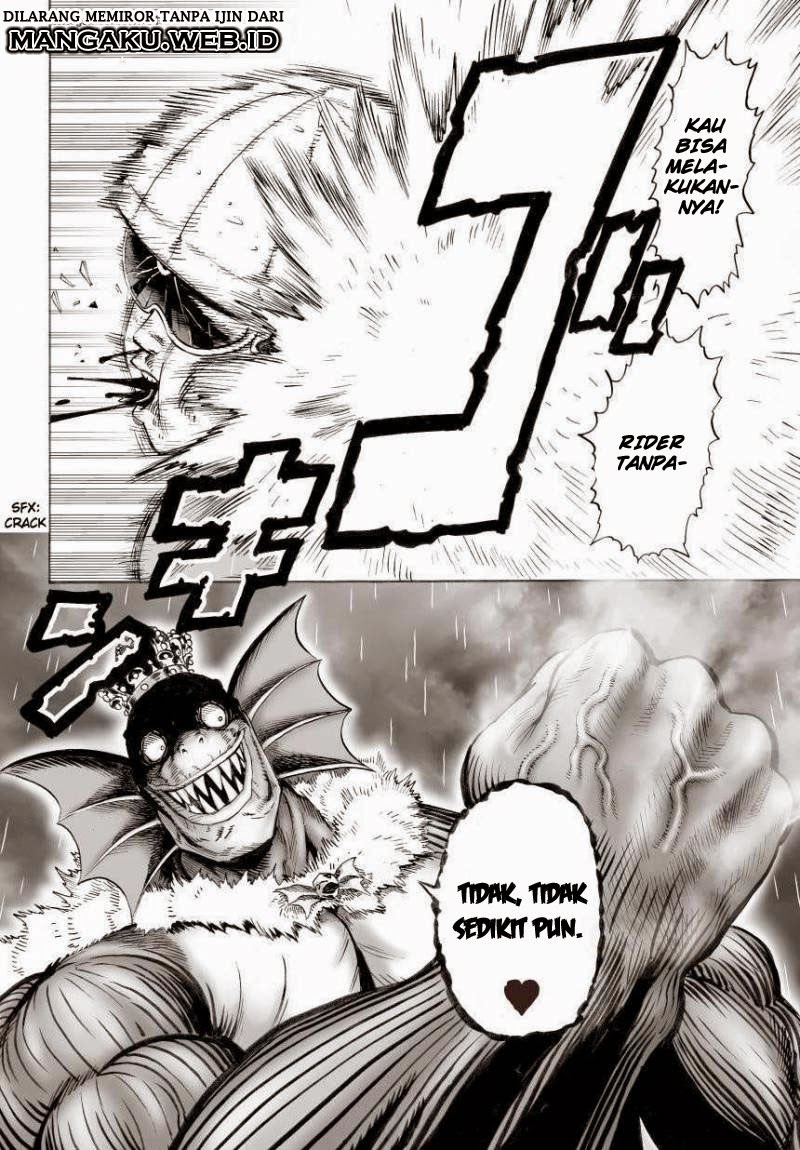 DILARANG MEMIROR TANPA IJIN DARI
MANGAKU.WEB.ID
KAU
BISA
MELA-
KUKAN-
NYA!
RIDER
TANPA-
SFX:
CRACK
TIDAK, TIDAK
SEDIKIT PUN.